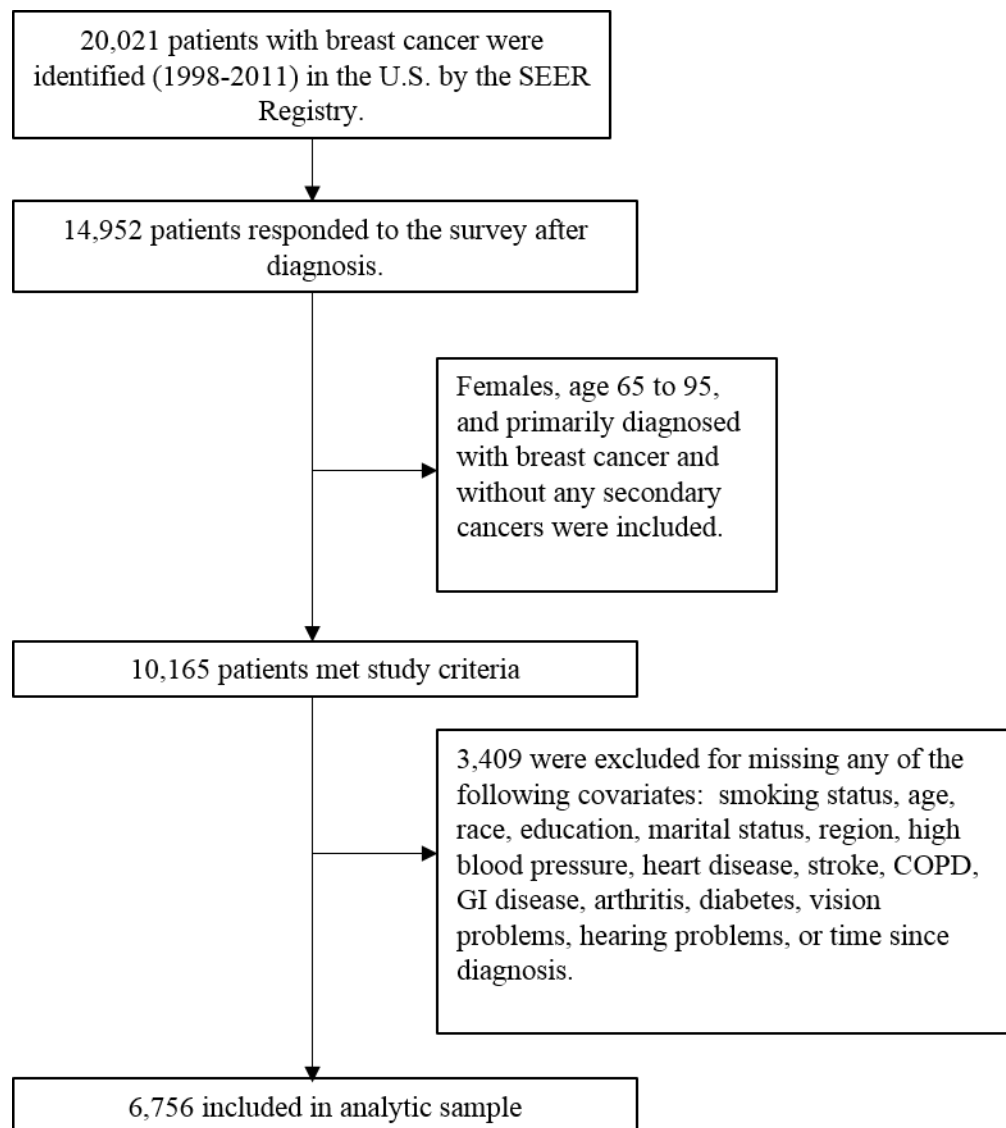 20,021 patients with breast cancer were
identified (1998-2011) in the U.S. by the SEER
Registry.
14,952 patients responded to the survey after
diagnosis.
Females, age 65 to 95,
and primarily diagnosed
with breast cancer and
without any secondary
cancers were included.
10,165 patients met study criteria
3,409 were excluded for missing any of the
following covariates:  smoking status, age,
race, education, marital status, region, high
blood pressure, heart disease, stroke, COPD,
GI disease, arthritis, diabetes, vision
problems, hearing problems, or time since
diagnosis.
6,756 included in analytic sample